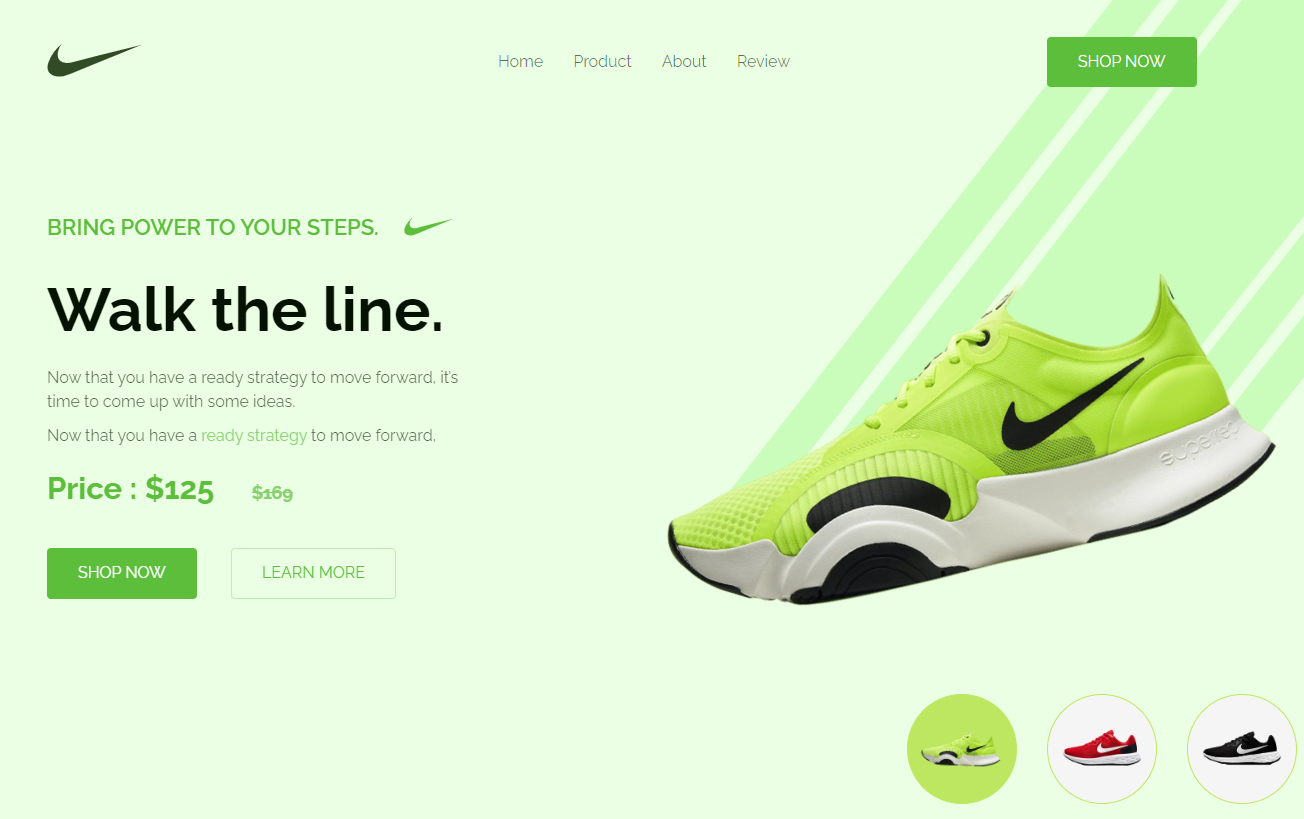 Home Product About Review SHOP NOW
BRING POWER TO YOUR STEPS.
Walk the line.
Now that you have a ready strategy to move forward, it's
time to come up with some ideas.
Now that you have a ready strategy to move forward,
Price : $125 $169
SHOP NOW LEARN MORE
superrep